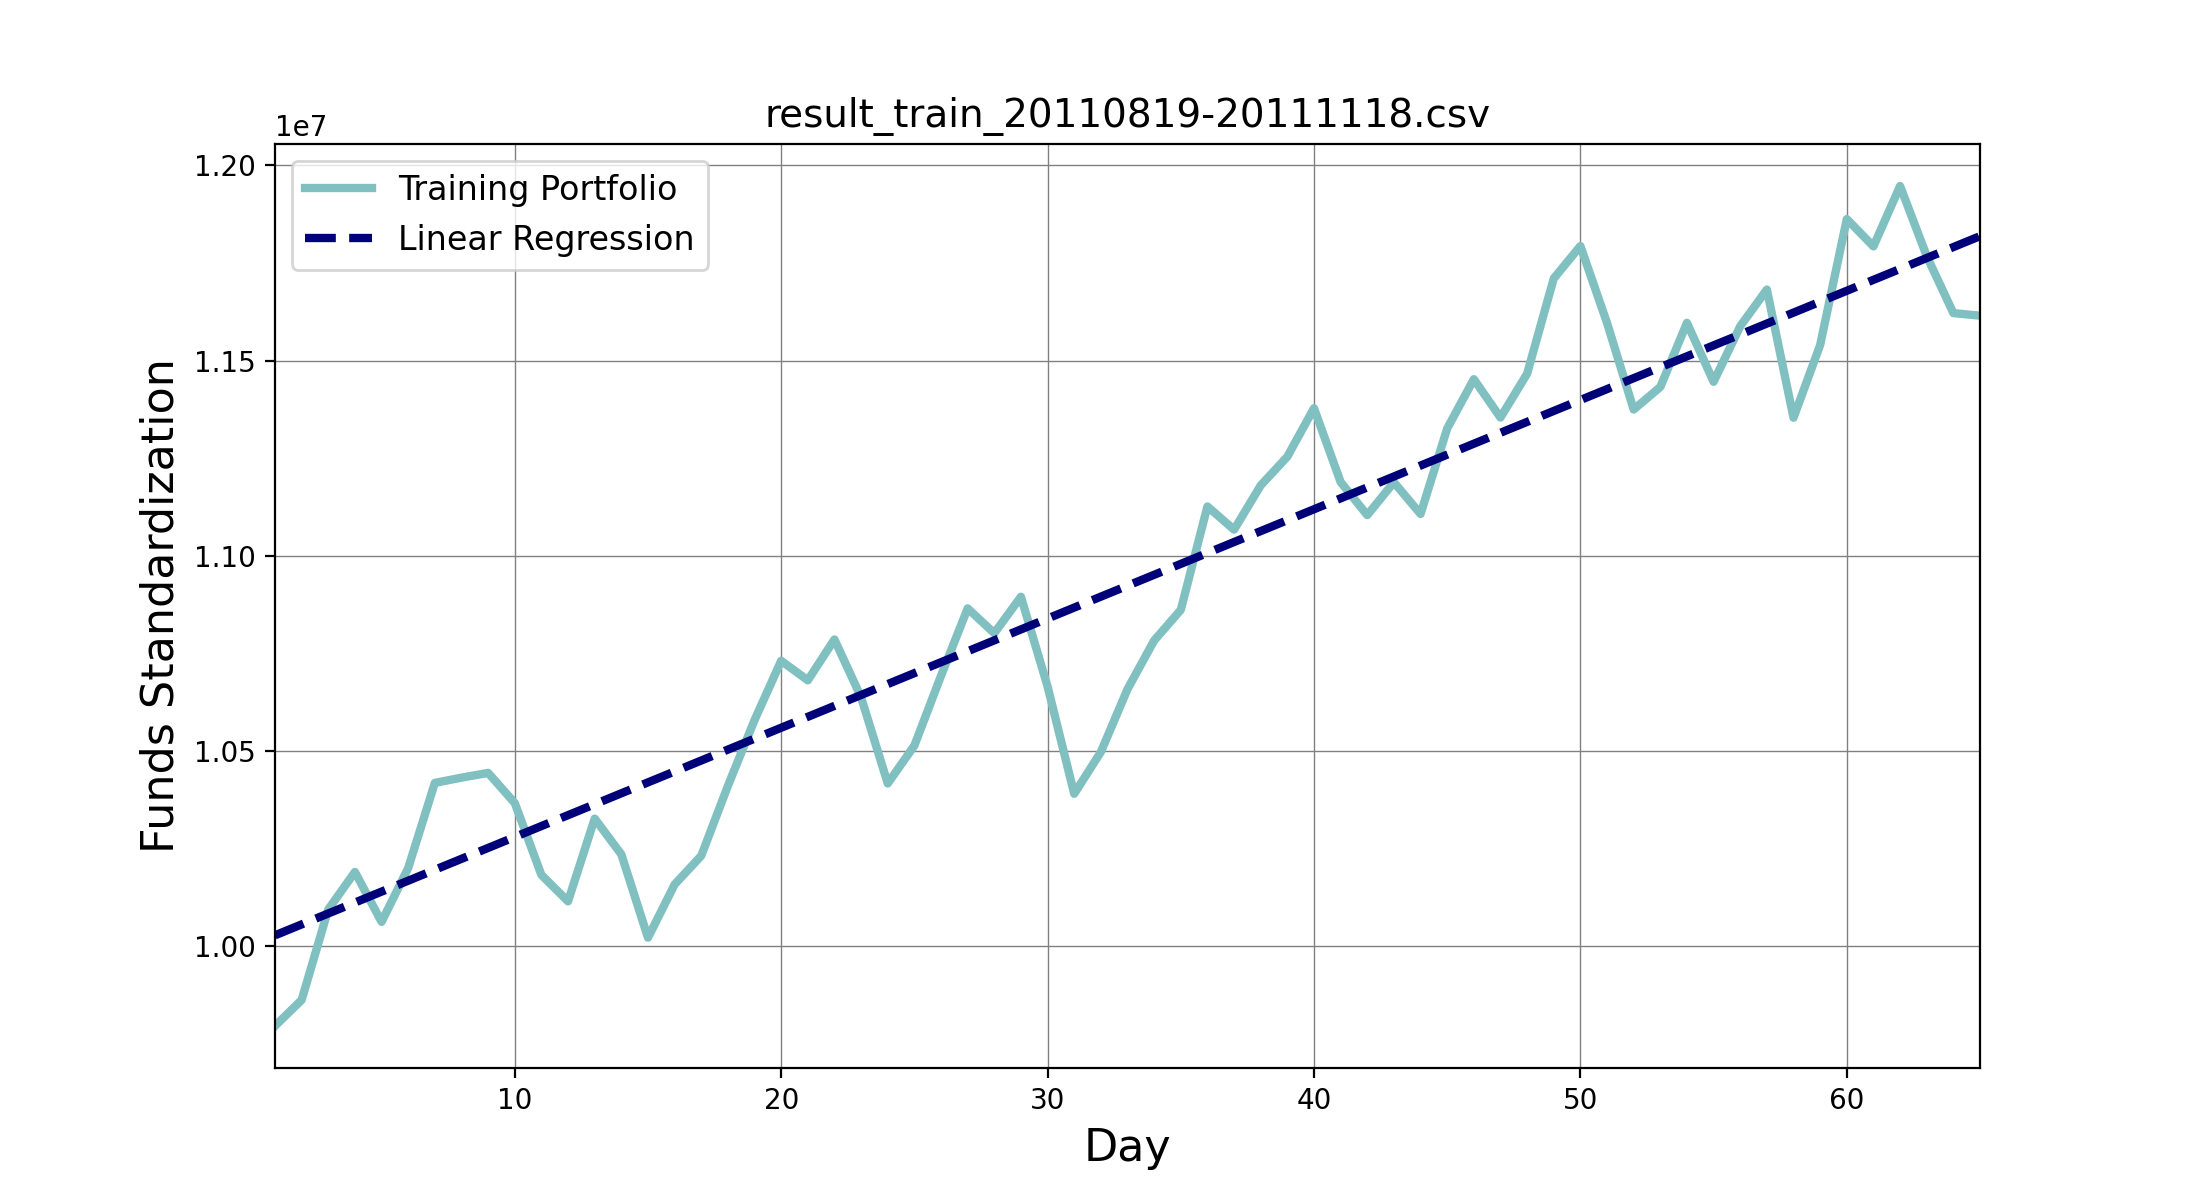 result_train_20110819-20111118.csv
1e7
1.20
1.15
1.10
1.05
1.00
Funds Standardization
Training Portfolio
Linear Regression
10 20 30 40 50 60
Day